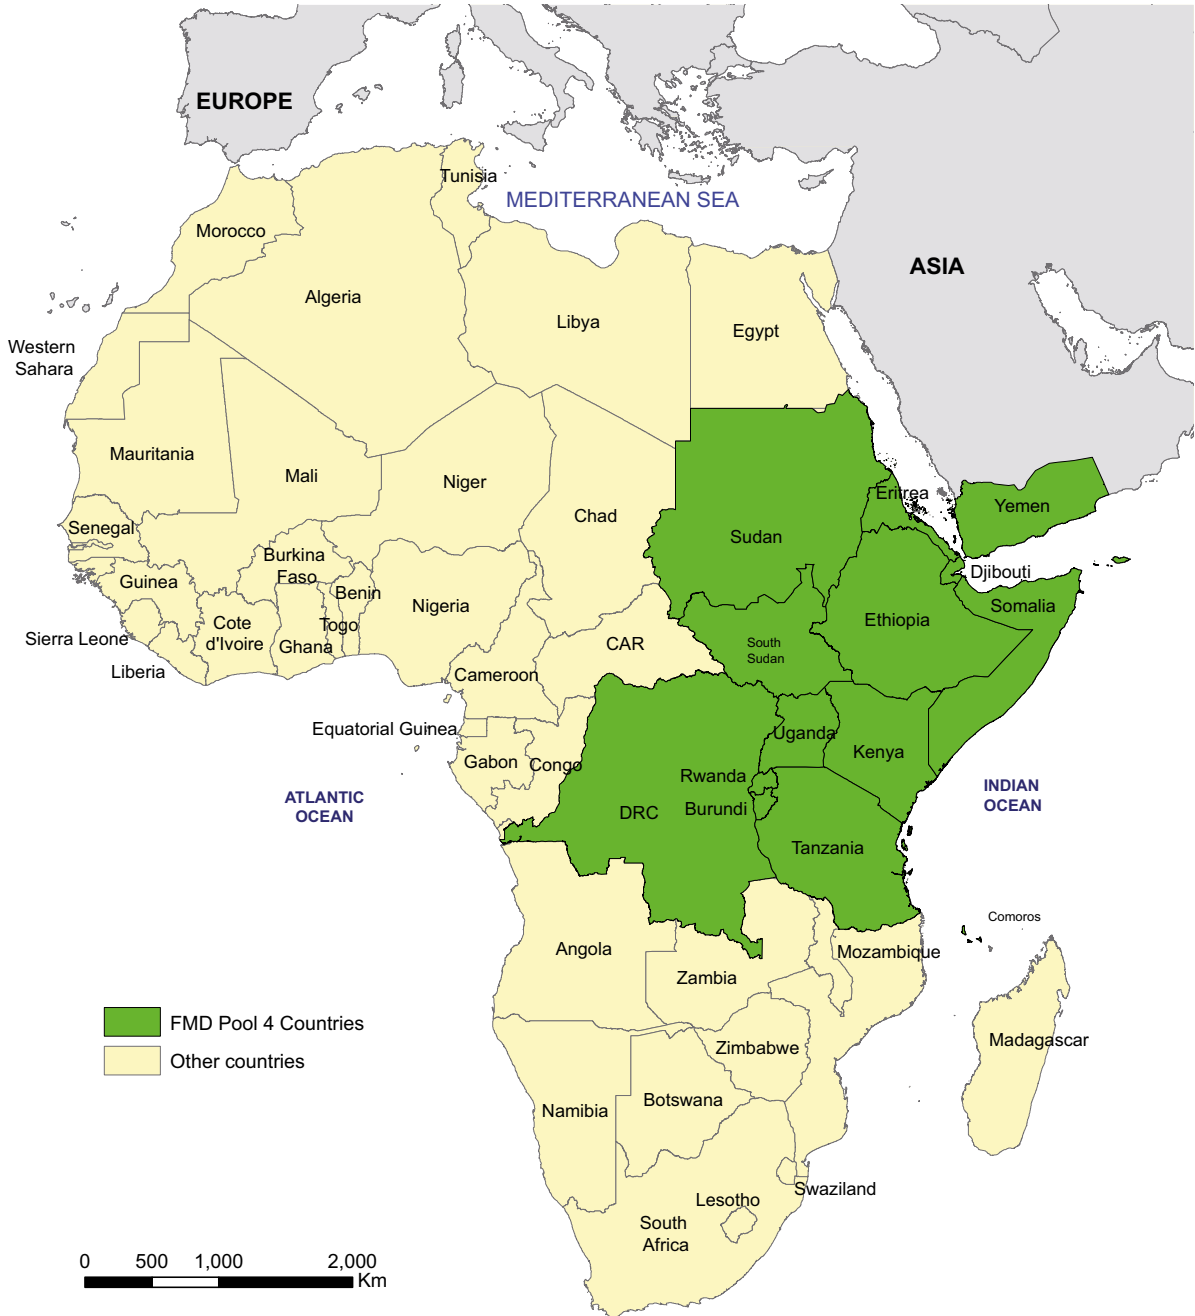 EUROPE
Tunisia
MEDITERRANEAN SEA
Morocco
ASIA
Algeria
Libya
Egypt
Western
Sahara
Mauritania
Mali
Niger
Chad
Sudan
Eritrea
Yemen
Senegal
Burkina
Faso
Djibouti
Guinea
Benin
Nigeria
Somalia
Ethiopia
Sierra Leone
Cote
d'Ivoire
Ghana
Togo
CAR
South
Sudan
Liberia
Cameroon
Equatorial Guinea
Gabon
Congo
Uganda
Kenya
Rwanda
Burundi
DRC
ATLANTIC
OCEAN
INDIAN
OCEAN
Tanzania
Comoros
Angola
Mozambique
Zambia
FMD Pool 4 Countries
Other countries
Zimbabwe
Madagascar
Namibia
Botswana
Swaziland
Lesotho
South
Africa
0 500 1,000 2,000
Km